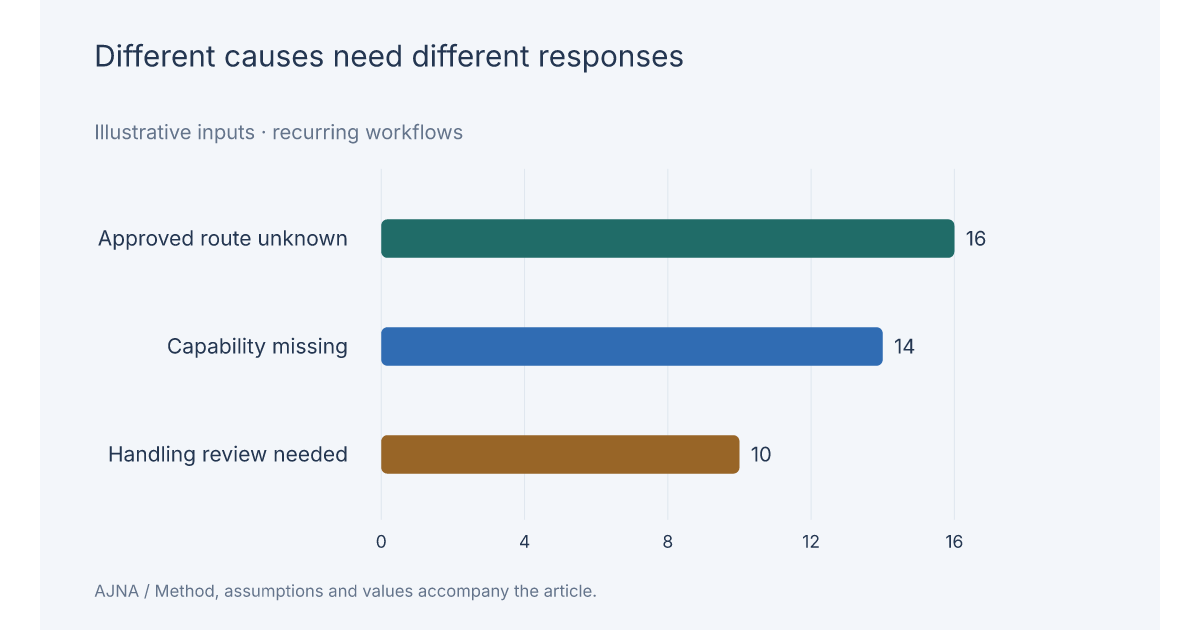 Different causes need different responses
Illustrative inputs · recurring workflows
Approved route unknown 16
Capability missing 14
Handling review needed 10
0 4 8 12 16
AJNA / Method, assumptions and values accompany the article.